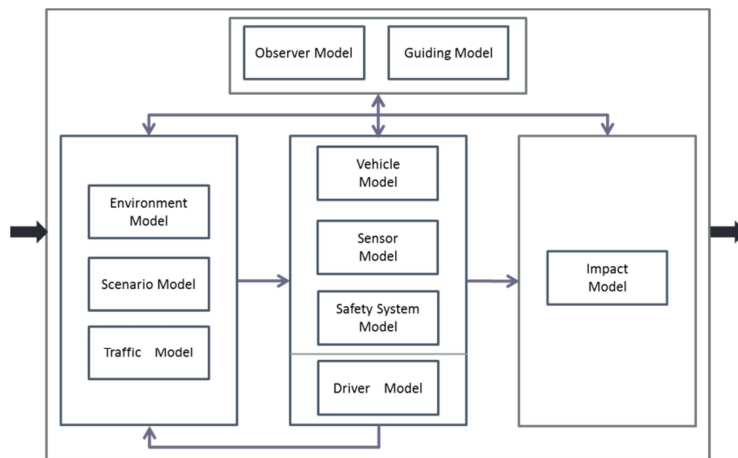 Observer Model
Guiding Model
Environment
Model
Scenario Model
Traffic Model
Vehicle
Model
Sensor
Model
Safety System
Model
Driver Model
Impact
Model